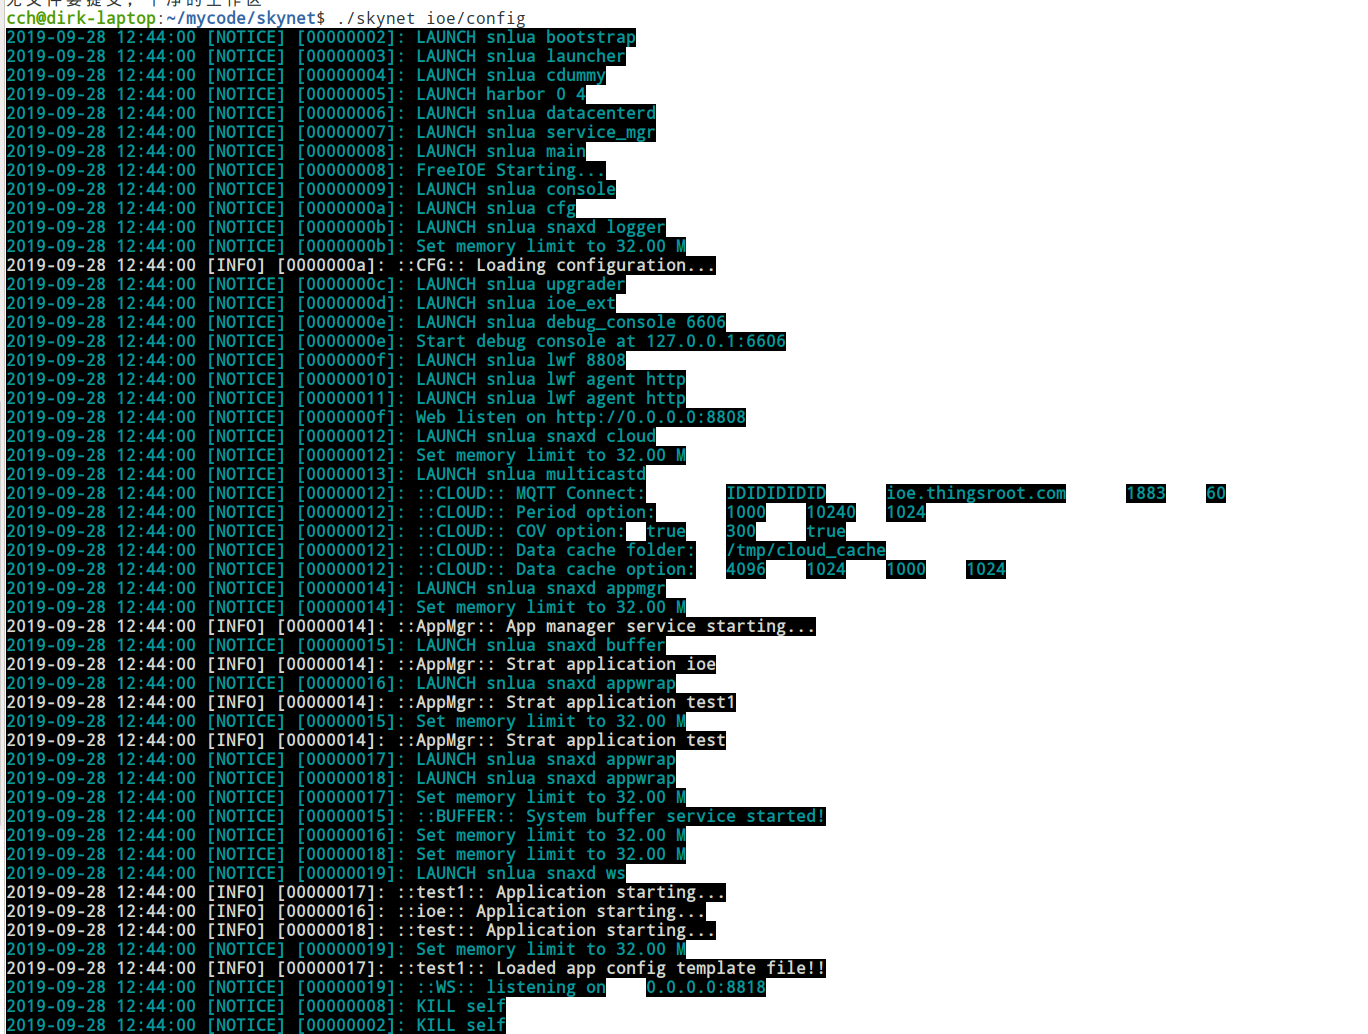 无文件要提交，干净的工作区
cch@dirk-laptop:~/mycode/skynet$ ./skynet ioe/config
2019-09-28 12:44:00 [NOTICE] [00000002]: LAUNCH snlua bootstrap
2019-09-28 12:44:00 [NOTICE] [00000003]: LAUNCH snlua launcher
2019-09-28 12:44:00 [NOTICE] [00000004]: LAUNCH snlua cdummy
2019-09-28 12:44:00 [NOTICE] [00000005]: LAUNCH harbor 0 4
2019-09-28 12:44:00 [NOTICE] [00000006]: LAUNCH snlua datacenterd
2019-09-28 12:44:00 [NOTICE] [00000007]: LAUNCH snlua service_mgr
2019-09-28 12:44:00 [NOTICE] [00000008]: LAUNCH snlua main
2019-09-28 12:44:00 [NOTICE] [00000008]: FreeIOE Starting...
2019-09-28 12:44:00 [NOTICE] [00000009]: LAUNCH snlua console
2019-09-28 12:44:00 [NOTICE] [0000000a]: LAUNCH snlua cfg
2019-09-28 12:44:00 [NOTICE] [0000000b]: LAUNCH snlua snaxd logger
2019-09-28 12:44:00 [NOTICE] [0000000b]: Set memory limit to 32.00 M
2019-09-28 12:44:00 [INFO] [0000000a]: ::CFG:: Loading configuration...
2019-09-28 12:44:00 [NOTICE] [0000000c]: LAUNCH snlua upgrader
2019-09-28 12:44:00 [NOTICE] [0000000d]: LAUNCH snlua ioe_ext
2019-09-28 12:44:00 [NOTICE] [0000000e]: LAUNCH snlua debug_console 6606
2019-09-28 12:44:00 [NOTICE] [0000000e]: Start debug console at 127.0.0.1:6606
2019-09-28 12:44:00 [NOTICE] [0000000f]: LAUNCH snlua lwf 8808
2019-09-28 12:44:00 [NOTICE] [00000010]: LAUNCH snlua lwf agent http
2019-09-28 12:44:00 [NOTICE] [00000011]: LAUNCH snlua lwf agent http
2019-09-28 12:44:00 [NOTICE] [0000000f]: Web listen on http://0.0.0.0:8808
2019-09-28 12:44:00 [NOTICE] [00000012]: LAUNCH snlua snaxd cloud
2019-09-28 12:44:00 [NOTICE] [00000012]: Set memory limit to 32.00 M
2019-09-28 12:44:00 [NOTICE] [00000013]: LAUNCH snlua multicastd
2019-09-28 12:44:00 [NOTICE] [00000012]: ::CLOUD:: MQTT Connect: IDIDIDIDID ioe.thingsroot.com 1883 60
2019-09-28 12:44:00 [NOTICE] [00000012]: ::CLOUD:: Period option: 1000 10240 1024
2019-09-28 12:44:00 [NOTICE] [00000012]: ::CLOUD:: COV option: true 300 true
2019-09-28 12:44:00 [NOTICE] [00000012]: ::CLOUD:: Data cache folder: /tmp/cloud_cache
2019-09-28 12:44:00 [NOTICE] [00000012]: ::CLOUD:: Data cache option: 4096 1024 1000 1024
2019-09-28 12:44:00 [NOTICE] [00000014]: LAUNCH snlua snaxd appmgr
2019-09-28 12:44:00 [NOTICE] [00000014]: Set memory limit to 32.00 M
2019-09-28 12:44:00 [INFO] [00000014]: ::AppMgr:: App manager service starting...
2019-09-28 12:44:00 [NOTICE] [00000015]: LAUNCH snlua snaxd buffer
2019-09-28 12:44:00 [INFO] [00000014]: ::AppMgr:: Strat application ioe
2019-09-28 12:44:00 [NOTICE] [00000016]: LAUNCH snlua snaxd appwrap
2019-09-28 12:44:00 [INFO] [00000014]: ::AppMgr:: Strat application test1
2019-09-28 12:44:00 [NOTICE] [00000015]: Set memory limit to 32.00 M
2019-09-28 12:44:00 [INFO] [00000014]: ::AppMgr:: Strat application test
2019-09-28 12:44:00 [NOTICE] [00000017]: LAUNCH snlua snaxd appwrap
2019-09-28 12:44:00 [NOTICE] [00000018]: LAUNCH snlua snaxd appwrap
2019-09-28 12:44:00 [NOTICE] [00000017]: Set memory limit to 32.00 M
2019-09-28 12:44:00 [NOTICE] [00000015]: ::BUFFER:: System buffer service started!
2019-09-28 12:44:00 [NOTICE] [00000016]: Set memory limit to 32.00 M
2019-09-28 12:44:00 [NOTICE] [00000018]: Set memory limit to 32.00 M
2019-09-28 12:44:00 [NOTICE] [00000019]: LAUNCH snlua snaxd ws
2019-09-28 12:44:00 [INFO] [00000017]: ::test1:: Application starting...
2019-09-28 12:44:00 [INFO] [00000016]: ::ioe:: Application starting...
2019-09-28 12:44:00 [INFO] [00000018]: ::test:: Application starting...
2019-09-28 12:44:00 [NOTICE] [00000019]: Set memory limit to 32.00 M
2019-09-28 12:44:00 [INFO] [00000017]: ::test1:: Loaded app config template file!!
2019-09-28 12:44:00 [NOTICE] [00000019]: ::WS:: listening on 0.0.0.0:8818
2019-09-28 12:44:00 [NOTICE] [00000008]: KILL self
2019-09-28 12:44:00 [NOTICE] [00000002]: KILL self